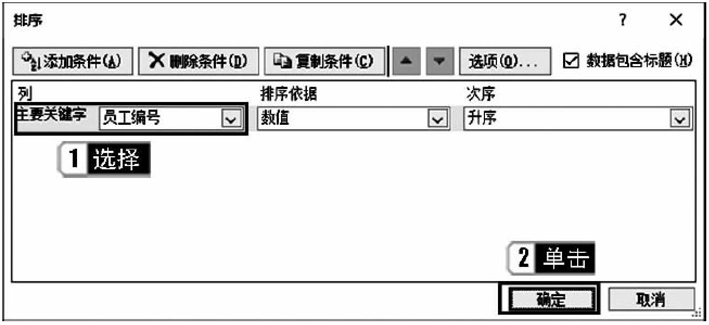 排序 ? ×
添加条件(A) 删除条件(D) 复制条件(C) 选项(O)... 数据包含标题(H)
列 排序依据 次序
主要关键字 员工编号 数值 升序
1 选择
2 单击
确定 取消